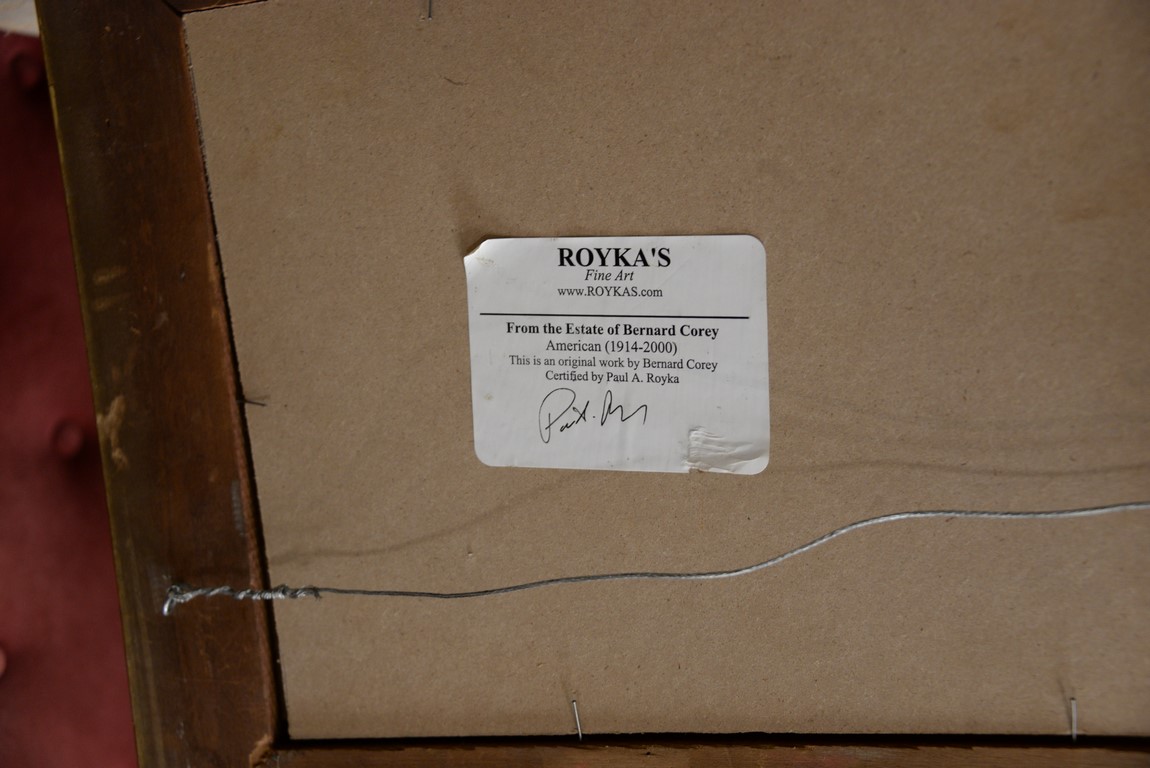 ROYKA'S
Fine Art
www.ROYKAS.com
From the Estate of Bernard Corey
American (1914-2000)
This is an original work by Bernard Corey
Certified by Paul A. Royka